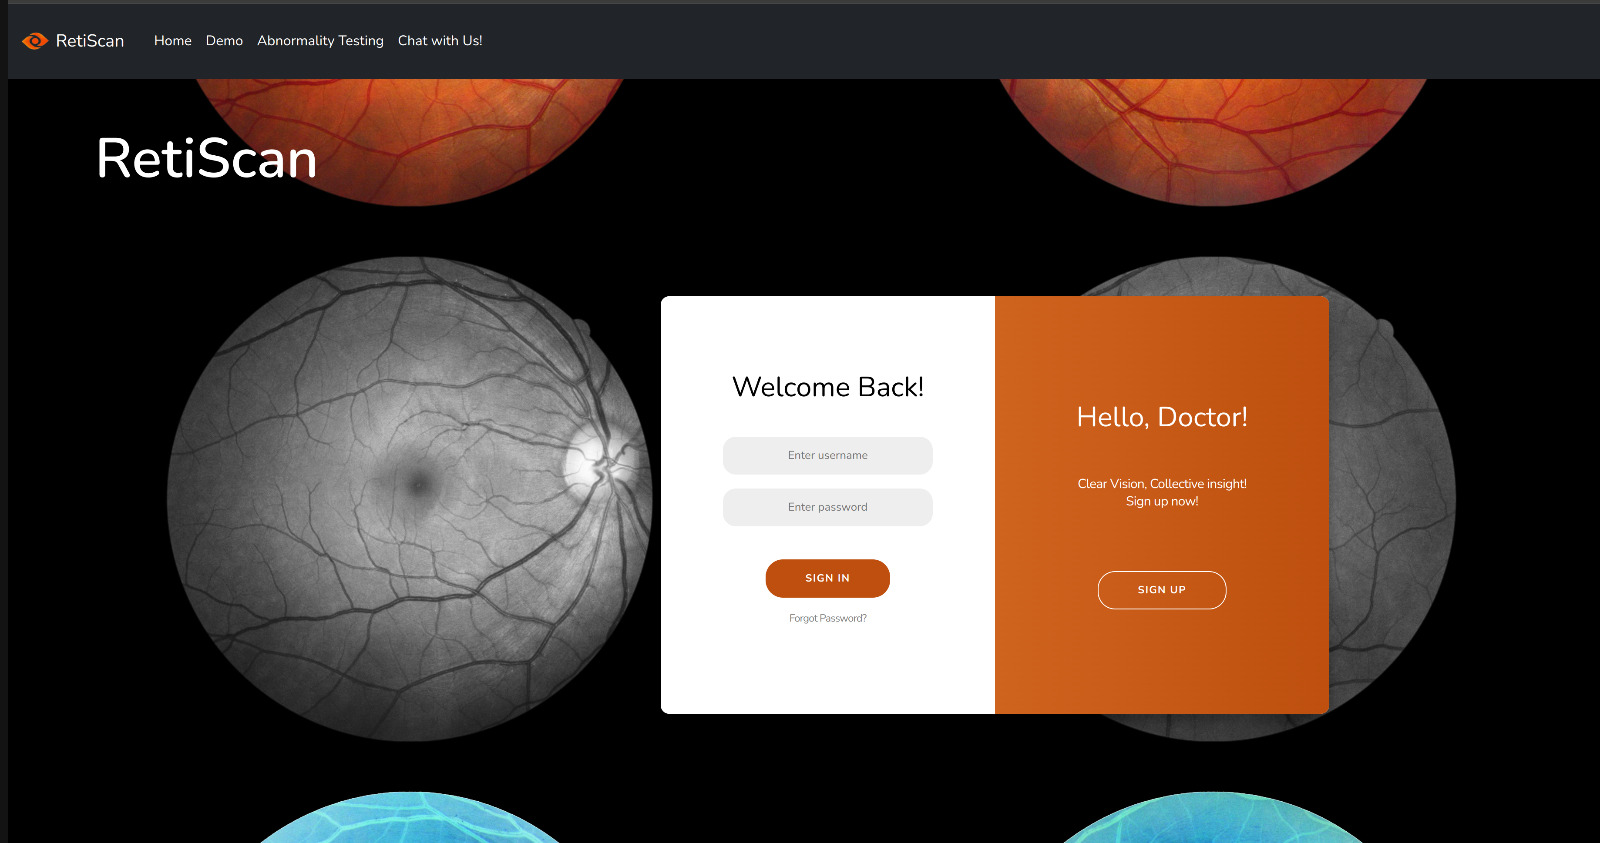 RetiScan Home Demo Abnormality Testing Chat with Us!
RetiScan
Welcome Back!
Enter username
Enter password
SIGN IN
Forgot Password?
Hello, Doctor!
Clear Vision, Collective insight!
Sign up now!
SIGN UP